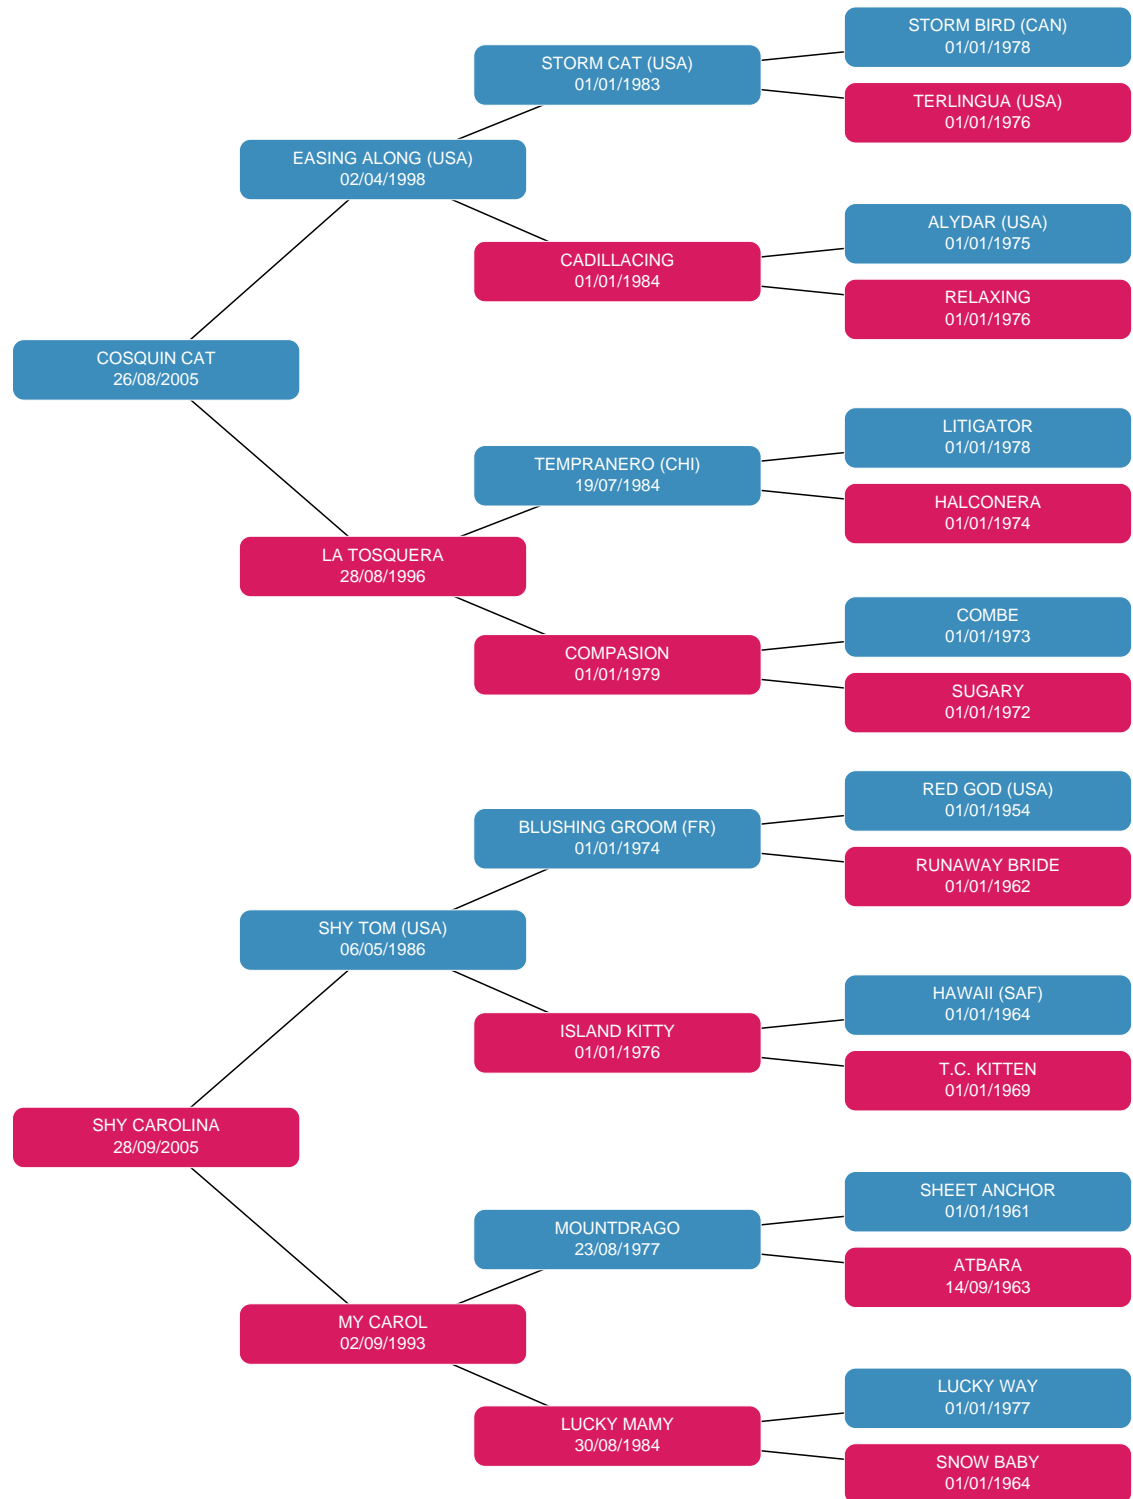 STORM BIRD (CAN)
01/01/1978
STORM CAT (USA)
01/01/1983
TERLINGUA (USA)
01/01/1976
EASING ALONG (USA)
02/04/1998
ALYDAR (USA)
01/01/1975
CADILLACING
01/01/1984
RELAXING
01/01/1976
COSQUIN CAT
26/08/2005
LITIGATOR
01/01/1978
TEMPRANERO (CHI)
19/07/1984
HALCONERA
01/01/1974
LA TOSQUERA
28/08/1996
COMBE
01/01/1973
COMPASION
01/01/1979
SUGARY
01/01/1972
RED GOD (USA)
01/01/1954
BLUSHING GROOM (FR)
01/01/1974
RUNAWAY BRIDE
01/01/1962
SHY TOM (USA)
06/05/1986
HAWAII (SAF)
01/01/1964
ISLAND KITTY
01/01/1976
T.C. KITTEN
01/01/1969
SHY CAROLINA
28/09/2005
SHEET ANCHOR
01/01/1961
MOUNTDRAGO
23/08/1977
ATBARA
14/09/1963
MY CAROL
02/09/1993
LUCKY WAY
01/01/1977
LUCKY MAMY
30/08/1984
SNOW BABY
01/01/1964